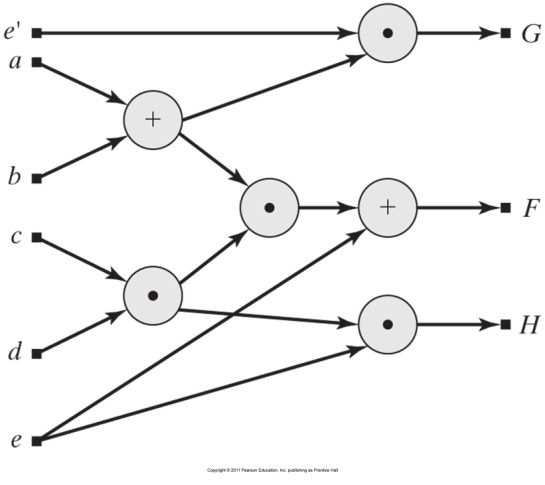 e' • G
a
+
b
c • + F
• • H
d
e
Copyright © 2011 Pearson Education, Inc. publishing as Prentice Hall